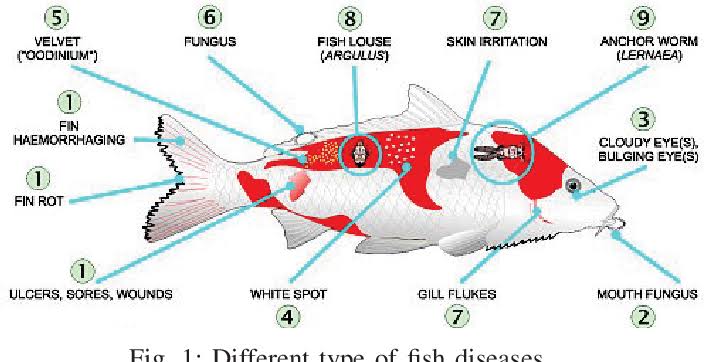 5
VELVET
("OODINIUM")
6
FUNGUS
8
FISH LOUSE
(ARGULUS)
7
SKIN IRRITATION
9
ANCHOR WORM
(LERNAEA)
1
FIN
HAEMORRHAGING
3
CLOUDY EYE(S),
BULGING EYE(S)
1
FIN ROT
1
ULCERS, SORES, WOUNDS
WHITE SPOT
4
GILL FLUKES
7
MOUTH FUNGUS
2
Fig. 1: Different type of fish diseases